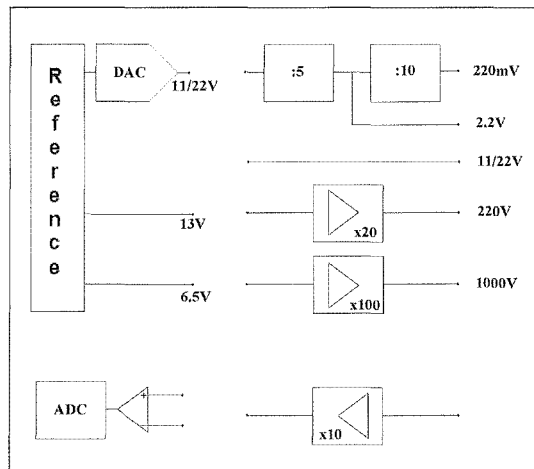 Reference
DAC
11/22V
:5
:10
220mV
2.2V
11/22V
13V
x20
220V
6.5V
x100
1000V
ADC
+
-
x10